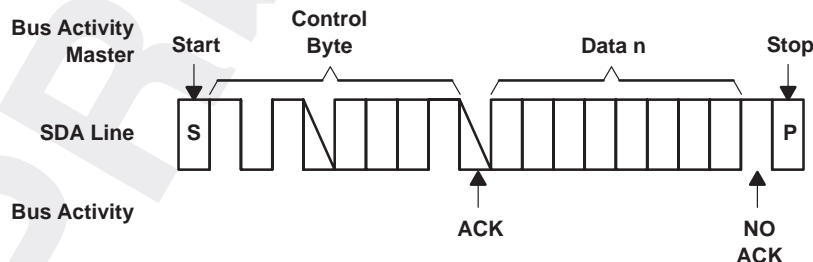 Bus Activity
Master
Start
Control
Byte
Data n
Stop
SDA Line
S
P
Bus Activity
ACK
NO
ACK